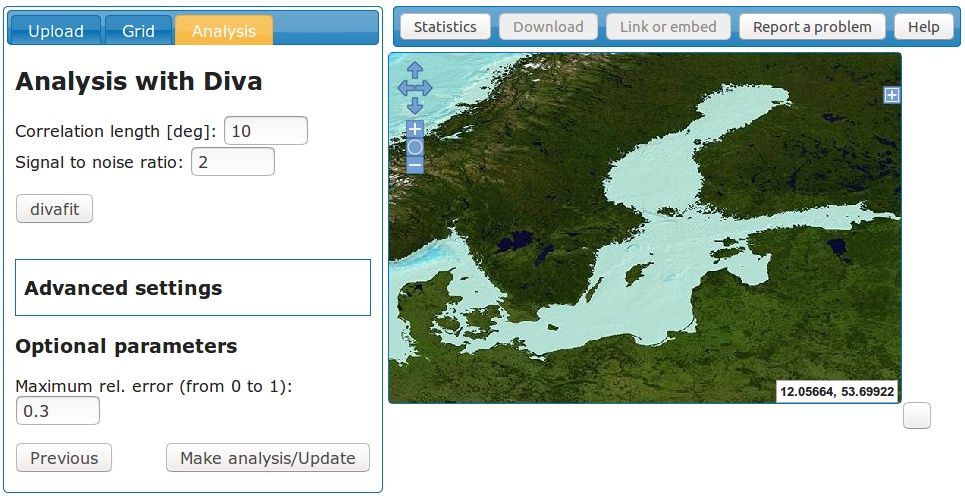 Upload Grid Analysis
Statistics Download Link or embed Report a problem Help
Analysis with Diva
Correlation length [deg]: 10
Signal to noise ratio: 2
divafit
Advanced settings
Optional parameters
Maximum rel. error (from 0 to 1):
0.3
Previous Make analysis/Update
12.05664, 53.69922